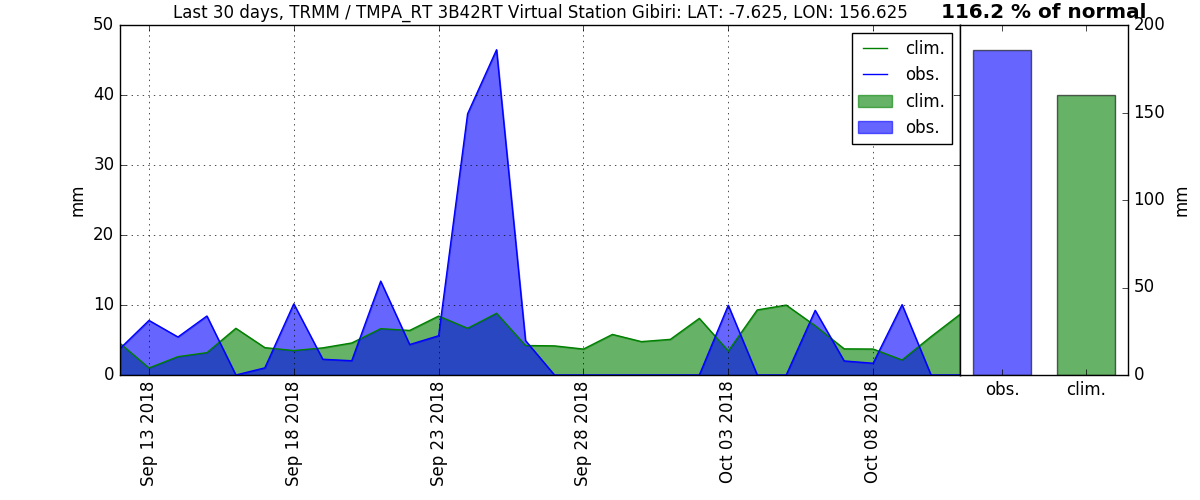 Last 30 days, TRMM / TMPA_RT 3B42RT Virtual Station Gibiri: LAT: -7.625, LON: 156.625
116.2 % of normal
50
40
30
20
10
0
mm
clim.
obs.
clim.
obs.
Sep 13 2018
Sep 18 2018
Sep 23 2018
Sep 28 2018
Oct 03 2018
Oct 08 2018
200
150
100
50
0
mm
obs.
clim.